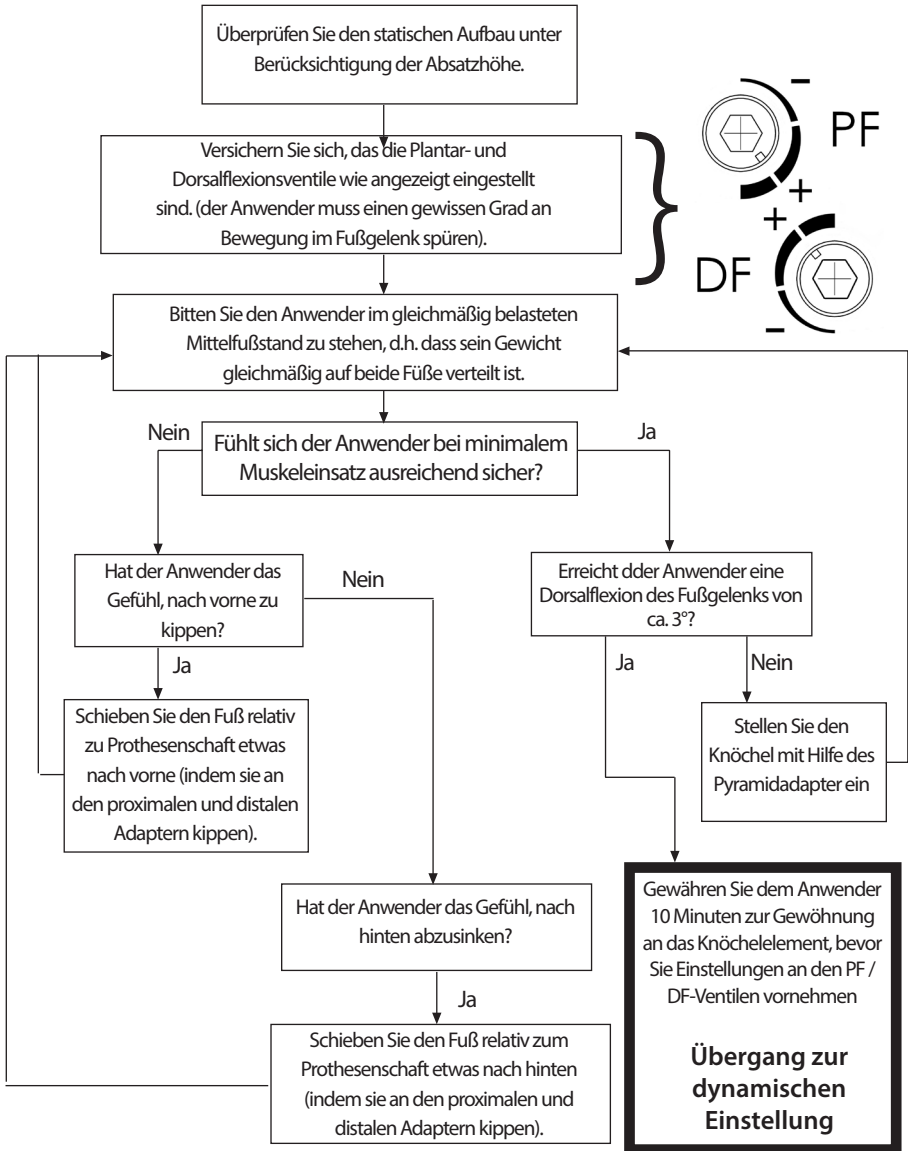 Überprüfen Sie den statischen Aufbau unter
Berücksichtigung der Absatzhöhe.
Versichern Sie sich, das die Plantar- und
Dorsalflexionsventile wie angezeigt eingestellt
sind. (der Anwender muss einen gewissen Grad an
Bewegung im Fußgelenk spüren).
-
PF
+
+
DF
-
Bitten Sie den Anwender im gleichmäßig belasteten
Mittelfußstand zu stehen, d.h. dass sein Gewicht
gleichmäßig auf beide Füße verteilt ist.
Nein
Fühlt sich der Anwender bei minimalem
Muskeleinsatz ausreichend sicher?
Ja
Hat der Anwender das
Gefühl, nach vorne zu
kippen?
Nein
Ja
Erreicht dder Anwender eine
Dorsalflexion des Fußgelenks von
ca. 3°?
Ja
Nein
Schieben Sie den Fuß relativ
zu Prothesenschaft etwas
nach vorne (indem sie an
den proximalen und distalen
Adaptern kippen).
Stellen Sie den
Knöchel mit Hilfe des
Pyramidadapter ein
Hat der Anwender das Gefühl, nach
hinten abzusinken?
Ja
Schieben Sie den Fuß relativ zum
Prothesenschaft etwas nach hinten
(indem sie an den proximalen und
distalen Adaptern kippen).
Gewähren Sie dem Anwender
10 Minuten zur Gewöhnung
an das Knöchelelement, bevor
Sie Einstellungen an den PF /
DF-Ventilen vornehmen
Übergang zur
dynamischen
Einstellung